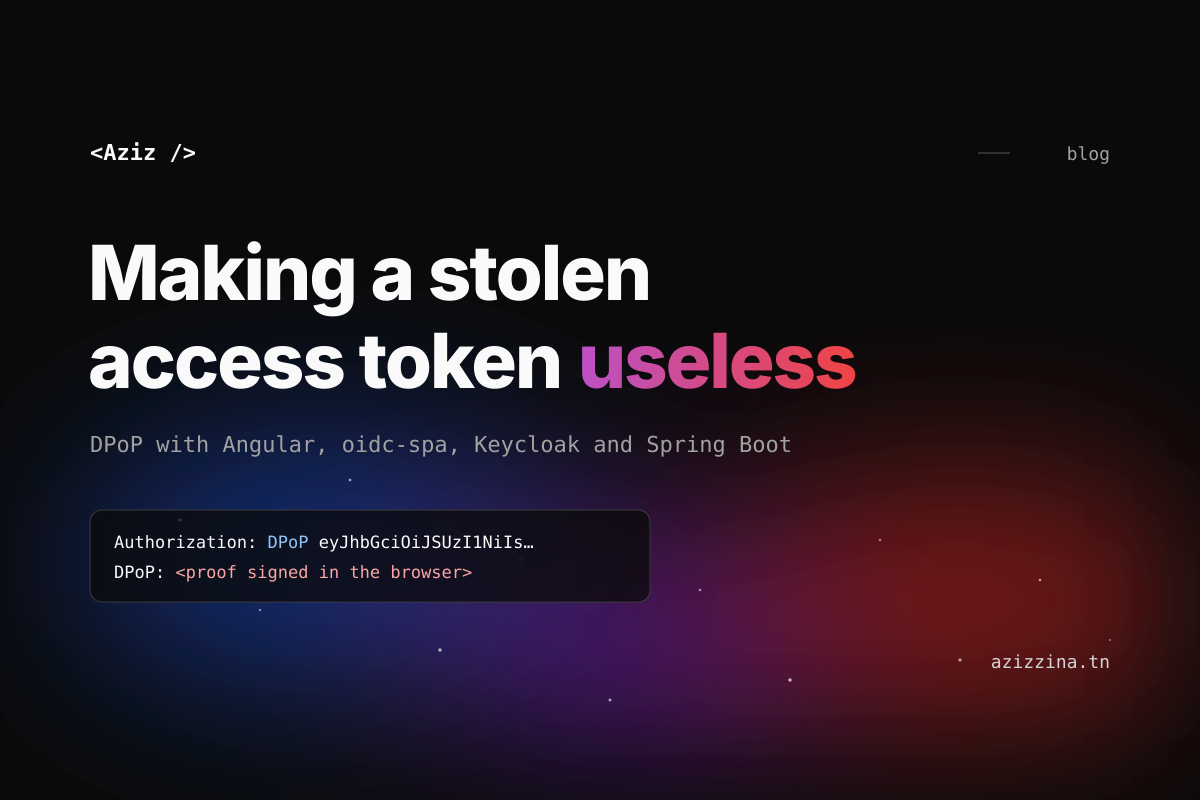 <Aziz />
blog
Making a stolen
access token useless
DPoP with Angular, oidc-spa, Keycloak and Spring Boot
Authorization: DPoP eyJhbGciOiJSUzI1NiIs…
DPoP: <proof signed in the browser>
azizzina.tn